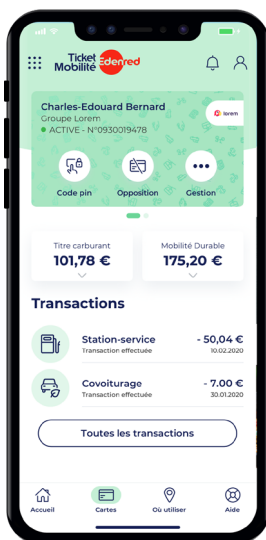 Ticket
Mobilité
Edenred
Charles-Edouard Bernard
Groupe Lorem
ACTIVE - N°0930019478
lorem
Code pin
Opposition
Gestion
Titre carburant
101,78 €
Mobilité Durable
175,20 €
Transactions
Station-service
- 50,04 €
Transaction effectuée
10.02.2020
Covoiturage
- 7.00 €
Transaction effectuée
30.01.2020
Toutes les transactions
Accueil
Cartes
Où utiliser
Aide